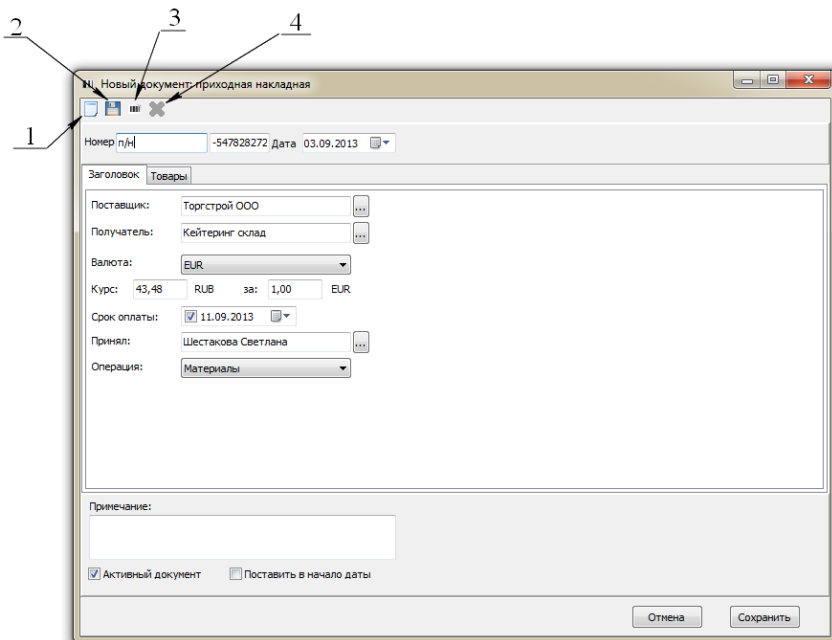 2
3
4
1
Новый документ: приходная накладная
Номер п/н -547828272 Дата 03.09.2013
Заголовок Товары
Поставщик: Торгстрой ООО ...
Получатель: Кейтеринг склад ...
Валюта: EUR
Курс: 43,48 RUB за: 1,00 EUR
Срок оплаты: 11.09.2013
Принял: Шестакова Светлана ...
Операция: Материалы
Примечание:
Активный документ Поставить в начало даты
Отмена Сохранить